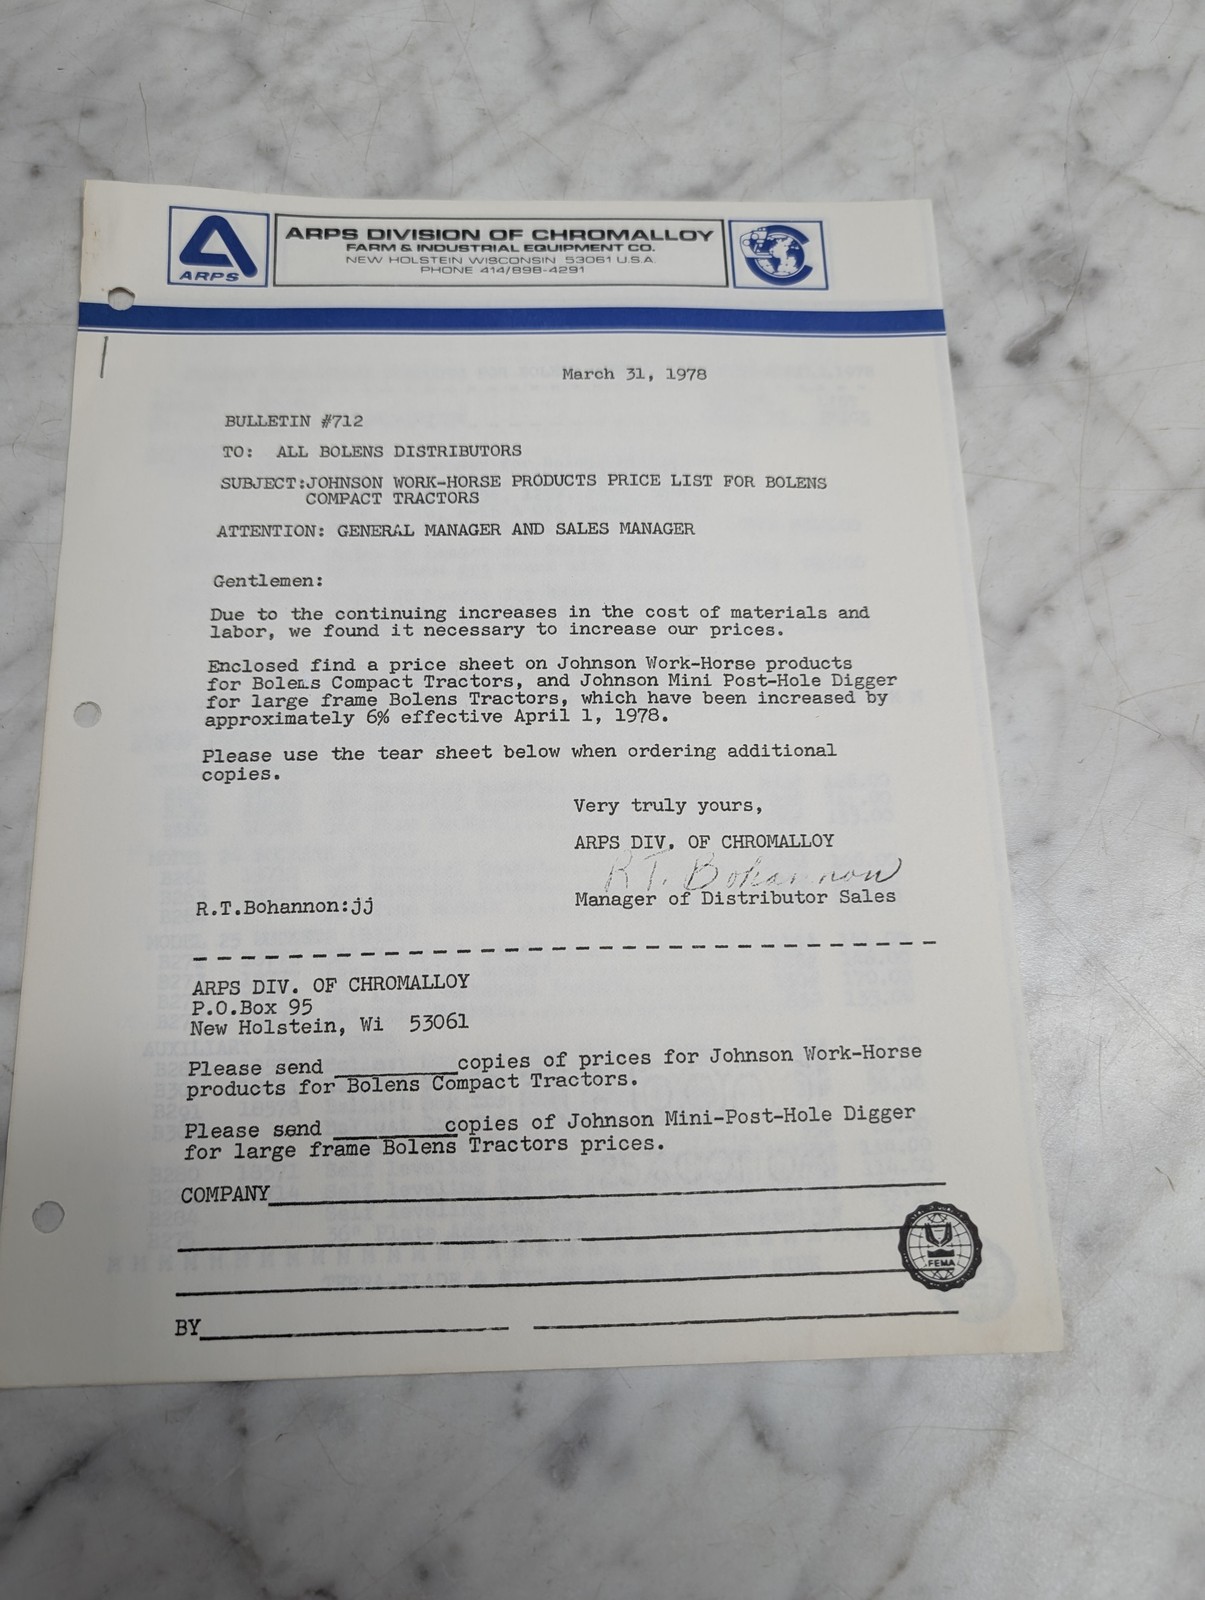 ARPS
ARPS DIVISION OF CHROMALLOY
FARM & INDUSTRIAL EQUIPMENT CO.
NEW HOLSTEIN WISCONSIN 53061 U.S.A.
PHONE 414/898-4291
March 31, 1978
BULLETIN #712
TO: ALL BOLENS DISTRIBUTORS
SUBJECT:JOHNSON WORK-HORSE PRODUCTS PRICE LIST FOR BOLENS
COMPACT TRACTORS
ATTENTION: GENERAL MANAGER AND SALES MANAGER
Gentlemen:
Due to the continuing increases in the cost of materials and
labor, we found it necessary to increase our prices.
Enclosed find a price sheet on Johnson Work-Horse products
for Bolens Compact Tractors, and Johnson Mini Post-Hole Digger
for large frame Bolens Tractors, which have been increased by
approximately 6% effective April 1, 1978.
Please use the tear sheet below when ordering additional
copies.
Very truly yours,
ARPS DIV. OF CHROMALLOY
R T. Bohannon
Manager of Distributor Sales
R.T.Bohannon:jj
ARPS DIV. OF CHROMALLOY
P.O.Box 95
New Holstein, Wi 53061
Please send ________copies of prices for Johnson Work-Horse
products for Bolens Compact Tractors.
Please send ________copies of Johnson Mini-Post-Hole Digger
for large frame Bolens Tractors prices.
COMPANY
FEMA
BY